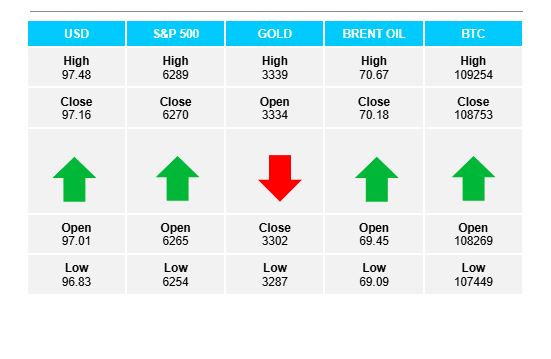 USD S&P 500 GOLD BRENT OIL BTC
High High High High High
97.48 6289 3339 70.67 109254
Close Close Open Close Close
97.16 6270 3334 70.18 108753
Open Open Close Open Open
97.01 6265 3302 69.45 108269
Low Low Low Low Low
96.83 6254 3287 69.09 107449